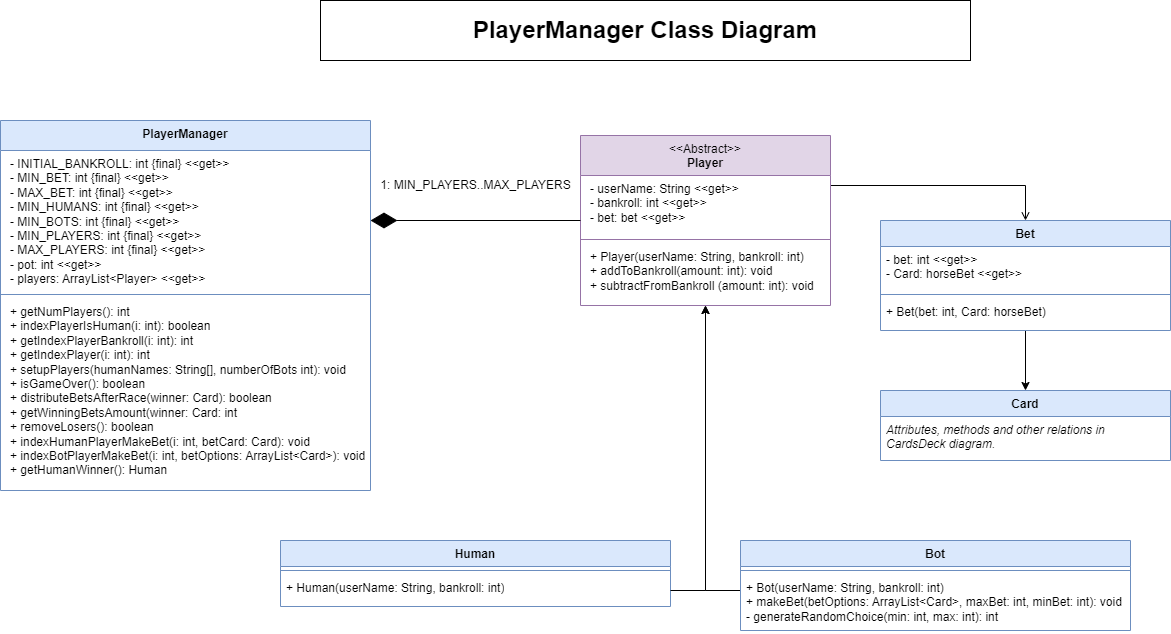 PlayerManager Class Diagram
PlayerManager
- INITIAL_BANKROLL: int {final} <<get>>
- MIN_BET: int {final} <<get>>
- MAX_BET: int {final} <<get>>
- MIN_HUMANS: int {final} <<get>>
- MIN_BOTS: int {final} <<get>>
- MIN_PLAYERS: int {final} <<get>>
- MAX_PLAYERS: int {final} <<get>>
- pot: int <<get>>
- players: ArrayList<Player> <<get>>
+ getNumPlayers(): int
+ indexPlayerIsHuman(i: int): boolean
+ getIndexPlayerBankroll(i: int): int
+ getIndexPlayer(i: int): int
+ setupPlayers(humanNames: String[], numberOfBots int): void
+ isGameOver(): boolean
+ distributeBetsAfterRace(winner: Card): boolean
+ getWinningBetsAmount(winner: Card: int
+ removeLosers(): boolean
+ indexHumanPlayerMakeBet(i: int, betCard: Card): void
+ indexBotPlayerMakeBet(i: int, betOptions: ArrayList<Card>): void
+ getHumanWinner(): Human
1: MIN_PLAYERS..MAX_PLAYERS
<<Abstract>>
Player
- userName: String <<get>>
- bankroll: int <<get>>
- bet: bet <<get>>
+ Player(userName: String, bankroll: int)
+ addToBankroll(amount: int): void
+ subtractFromBankroll (amount: int): void
Bet
- bet: int <<get>>
- Card: horseBet <<get>>
+ Bet(bet: int, Card: horseBet)
Card
Attributes, methods and other relations in
CardsDeck diagram.
Human
+ Human(userName: String, bankroll: int)
Bot
+ Bot(userName: String, bankroll: int)
+ makeBet(betOptions: ArrayList<Card>, maxBet: int, minBet: int): void
- generateRandomChoice(min: int, max: int): int